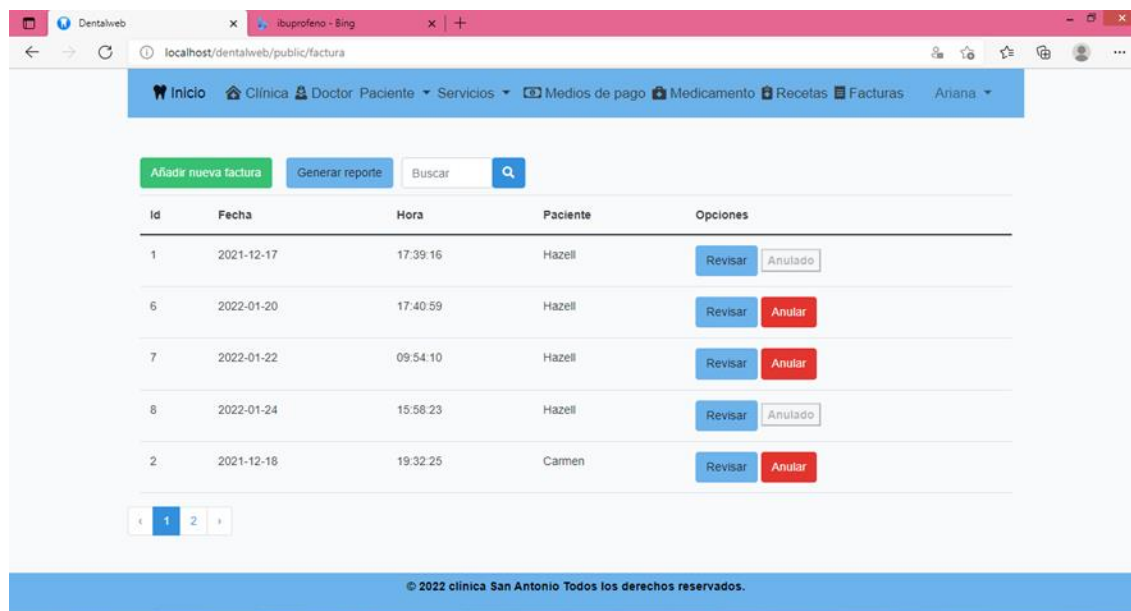 Dentalweb
ibuprofeno - Bing
localhost/dentalweb/public/factura
Inicio Clínica Doctor Paciente Servicios Medios de pago Medicamento Recetas Facturas Ariana
Añadir nueva factura Generar reporte Buscar
Id Fecha Hora Paciente Opciones
1 2021-12-17 17:39:16 Hazell Revisar Anulado
6 2022-01-20 17:40:59 Hazell Revisar Anular
7 2022-01-22 09:54:10 Hazell Revisar Anular
8 2022-01-24 15:58:23 Hazell Revisar Anulado
2 2021-12-18 19:32:25 Carmen Revisar Anular
‹ 1 2 ›
© 2022 clínica San Antonio Todos los derechos reservados.